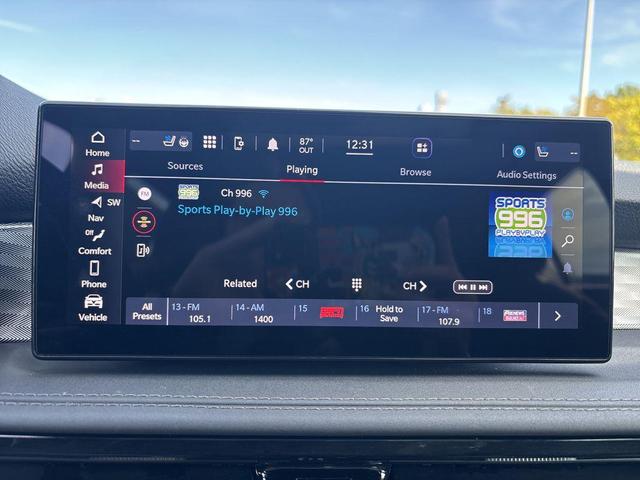 Home
Media
SW
Nav
Off
Comfort
Phone
Vehicle
--
87°
OUT
12:31
--
Sources
Playing
Browse
Audio Settings
FM
Ch 996
Sports Play-by-Play 996
SPORTS
996
PLAYBYPLAY
Related
CH
CH
All
Presets
13 - FM
105.1
14 - AM
1400
15
16
Hold to
Save
17 - FM
107.9
18